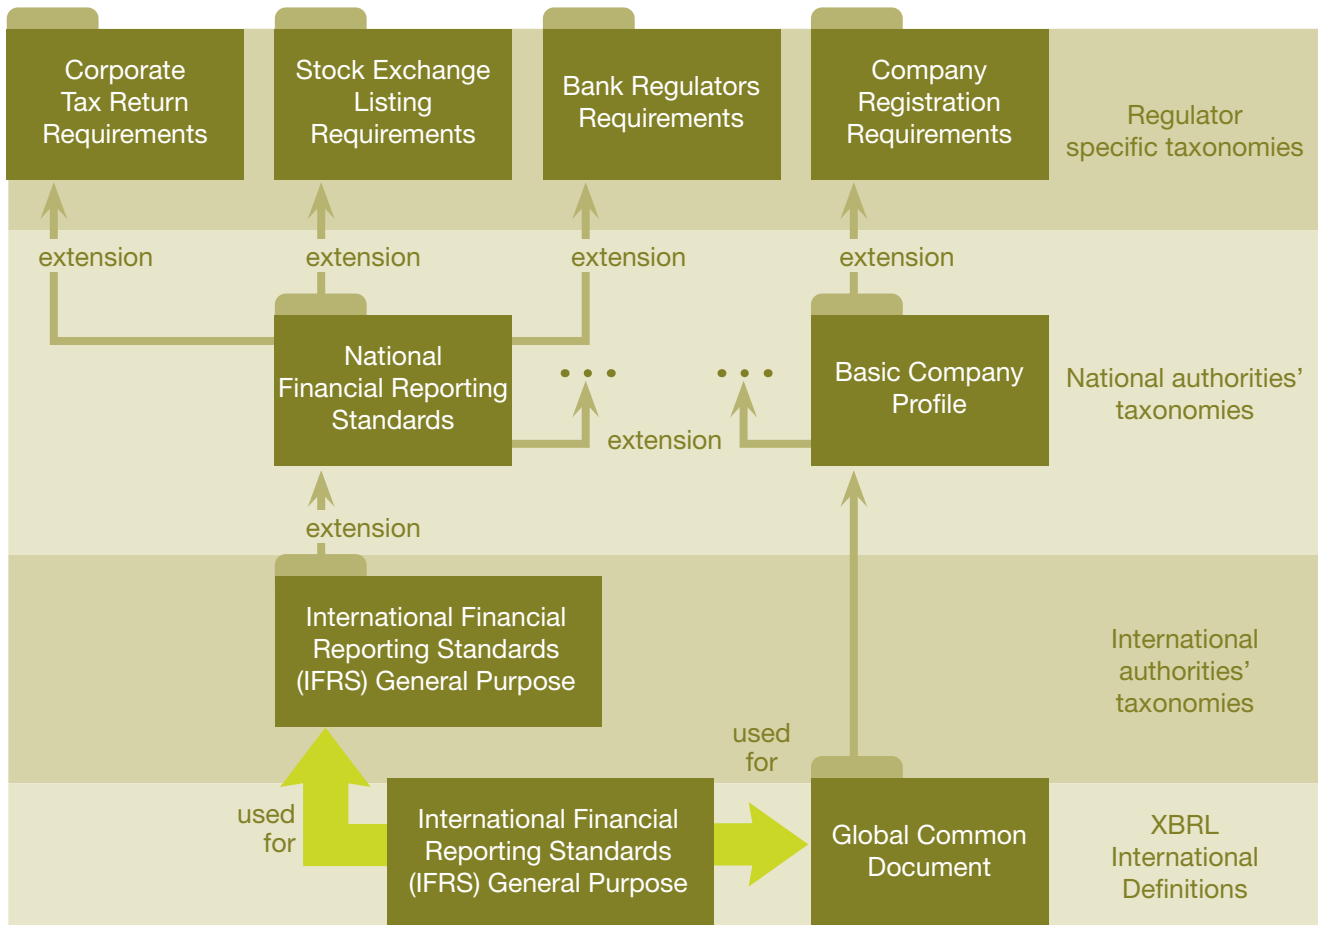 Corporate
Tax Return
Requirements
Stock Exchange
Listing
Requirements
Bank Regulators
Requirements
Company
Registration
Requirements
Regulator
specific taxonomies
extension
extension
extension
extension
National
Financial Reporting
Standards
Basic Company
Profile
National authorities’
taxonomies
extension
extension
International Financial
Reporting Standards
(IFRS) General Purpose
International
authorities’
taxonomies
used
for
used
for
International Financial
Reporting Standards
(IFRS) General Purpose
Global Common
Document
XBRL
International
Definitions